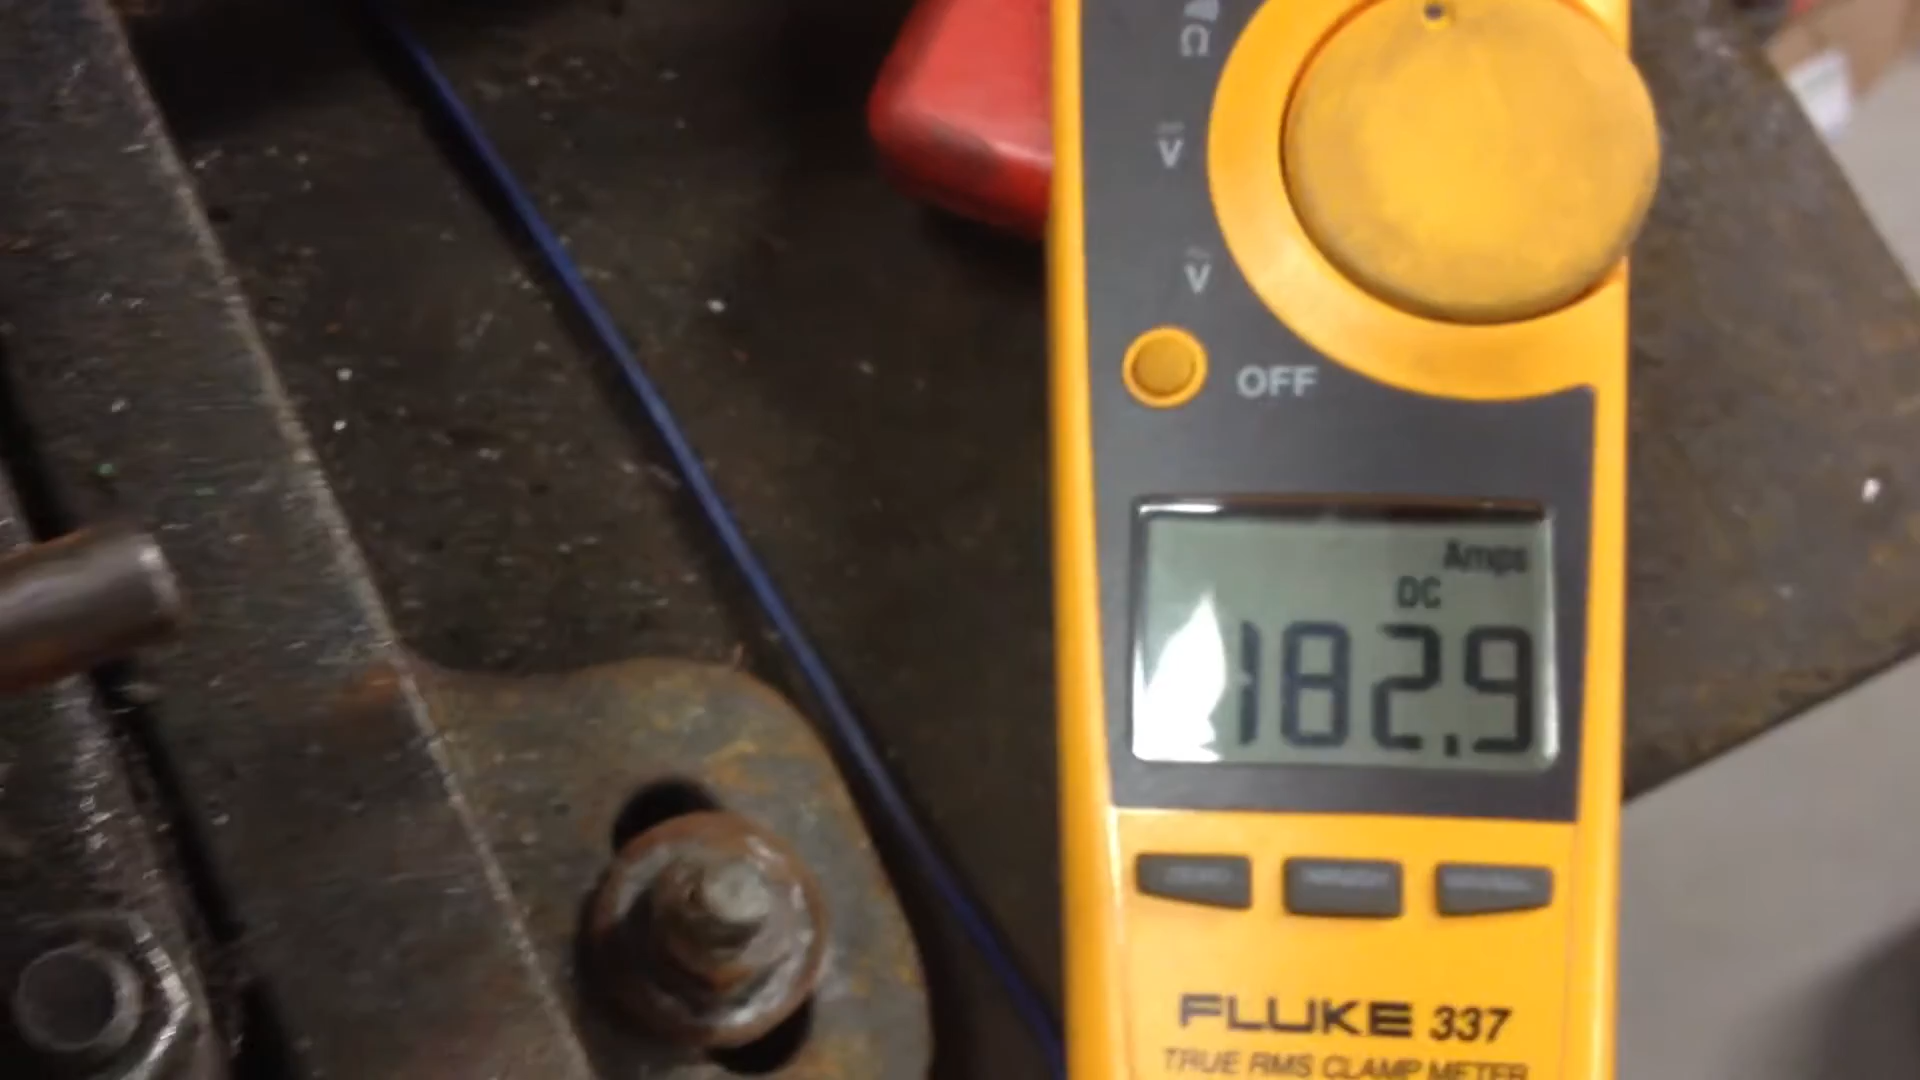 Ω
V
V
OFF
Amps
DC
182.9
FLUKE 337
TRUE RMS CLAMP METER